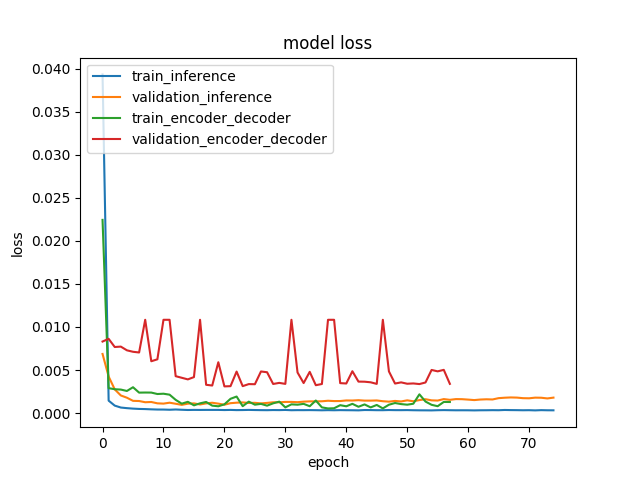 model loss
train_inference
validation_inference
train_encoder_decoder
validation_encoder_decoder
loss
0.040
0.035
0.030
0.025
0.020
0.015
0.010
0.005
0.000
0 10 20 30 40 50 60 70
epoch